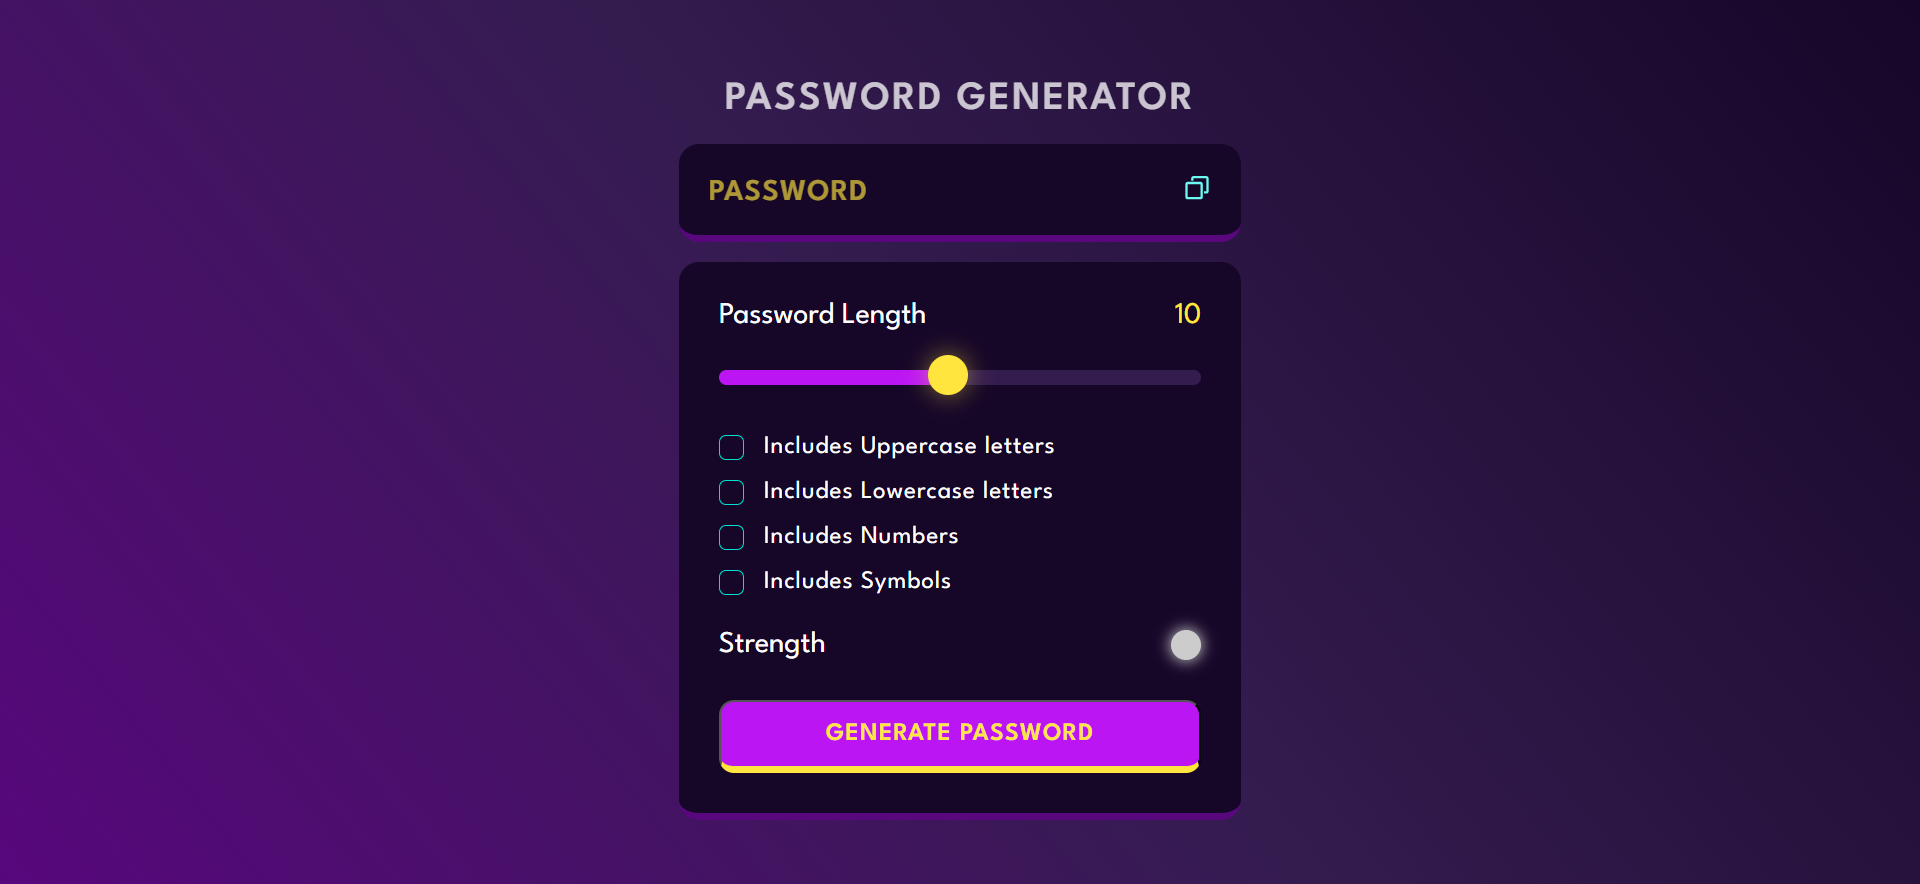 PASSWORD GENERATOR
PASSWORD
Password Length 10
Includes Uppercase letters
Includes Lowercase letters
Includes Numbers
Includes Symbols
Strength
GENERATE PASSWORD